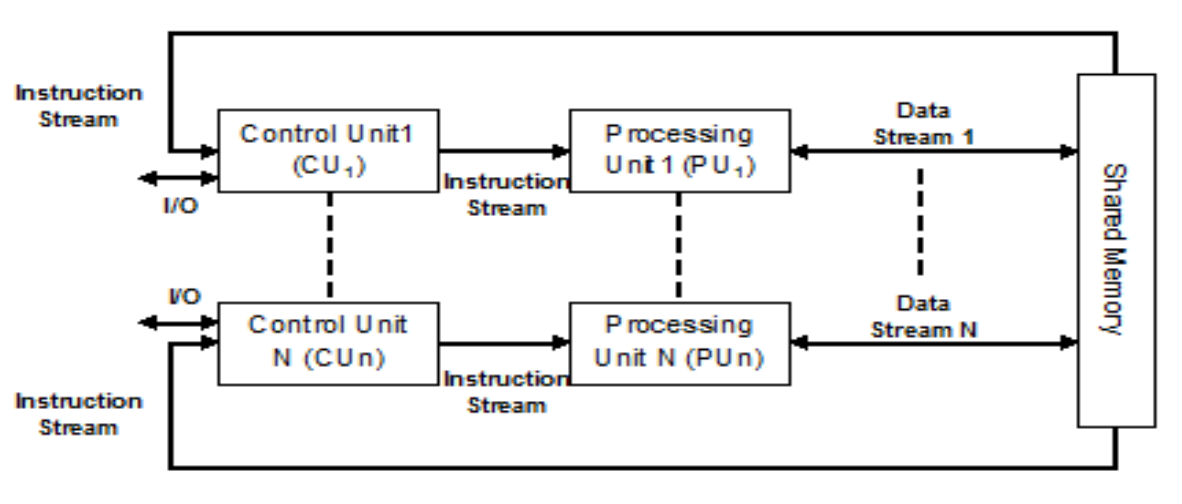 Instruction
Stream
Control Unit1
(CU₁)
I/O
Instruction
Stream
Processing
Unit 1 (PU₁)
Data
Stream 1
Shared Memory
I/O
Control Unit
N (CUn)
Instruction
Stream
Instruction
Stream
Processing
Unit N (PUn)
Data
Stream N